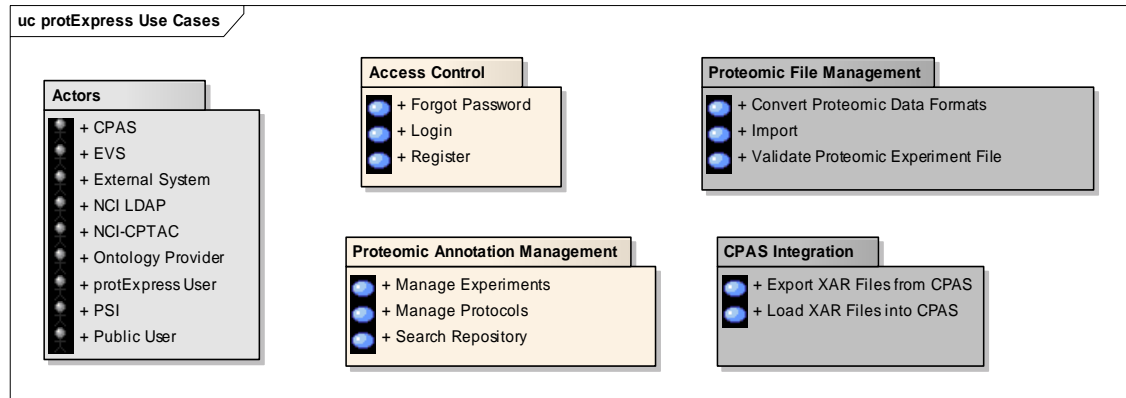 uc protExpress Use Cases
Actors
+ CPAS
+ EVS
+ External System
+ NCI LDAP
+ NCI-CPTAC
+ Ontology Provider
+ protExpress User
+ PSI
+ Public User
Access Control
+ Forgot Password
+ Login
+ Register
Proteomic File Management
+ Convert Proteomic Data Formats
+ Import
+ Validate Proteomic Experiment File
Proteomic Annotation Management
+ Manage Experiments
+ Manage Protocols
+ Search Repository
CPAS Integration
+ Export XAR Files from CPAS
+ Load XAR Files into CPAS